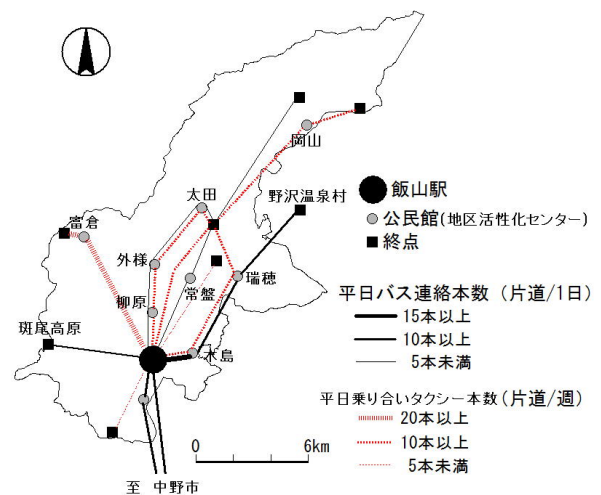 岡山
太田
野沢温泉村
飯山駅
公民館(地区活性化センター)
終点
富倉
外様
瑞穂
常盤
柳原
斑尾高原
木島
平日バス連絡本数 (片道/1日)
15本以上
10本以上
5本未満
平日乗り合いタクシー本数(片道/週)
20本以上
10本以上
5本未満
0
6km
至 中野市